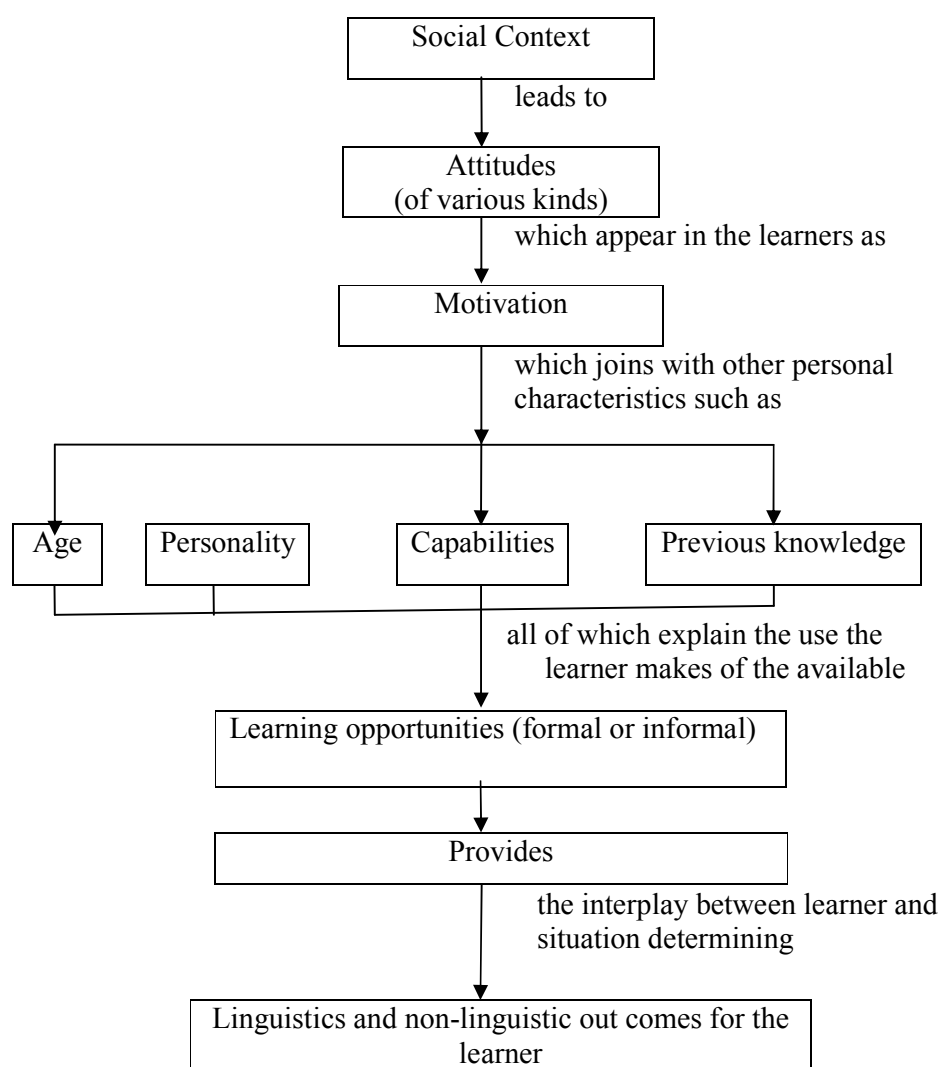 Social Context
leads to
Attitudes
(of various kinds)
which appear in the learners as
Motivation
which joins with other personal
characteristics such as
Age
Personality
Capabilities
Previous knowledge
all of which explain the use the
learner makes of the available
Learning opportunities (formal or informal)
Provides
the interplay between learner and
situation determining
Linguistics and non-linguistic out comes for the
learner